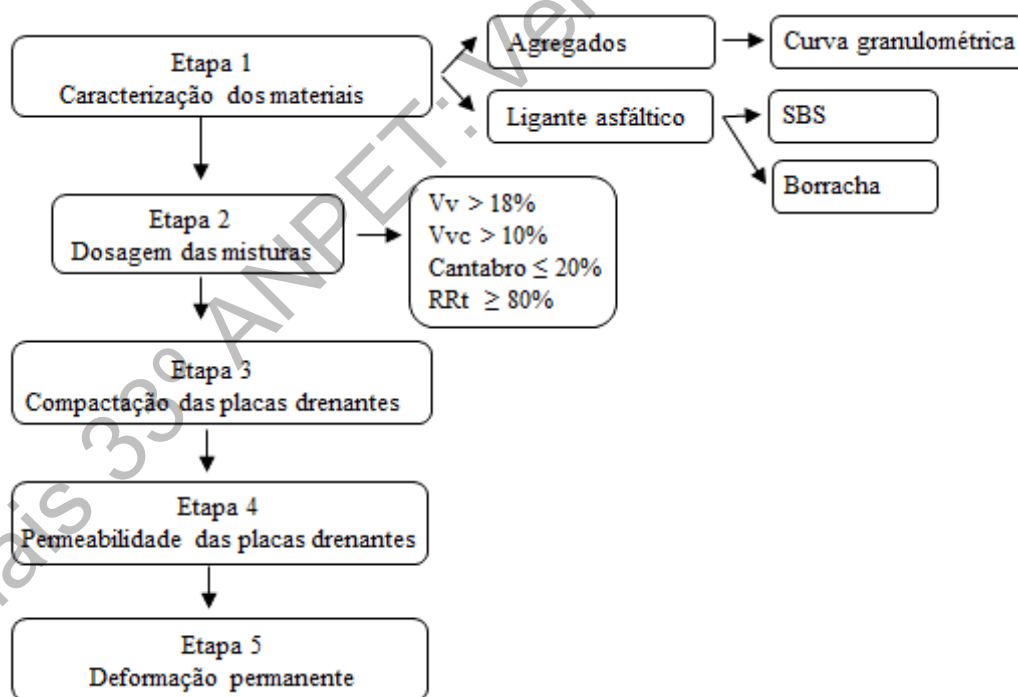 Etapa 1
Caracterização dos materiais
Agregados
Curva granulométrica
Ligante asfáltico
SBS
Borracha
Etapa 2
Dosagem das misturas
Vv > 18%
Vvc > 10%
Cantabro ≤ 20%
RRt ≥ 80%
Etapa 3
Compactação das placas drenantes
Etapa 4
Permeabilidade das placas drenantes
Etapa 5
Deformação permanente
33º ANPET: